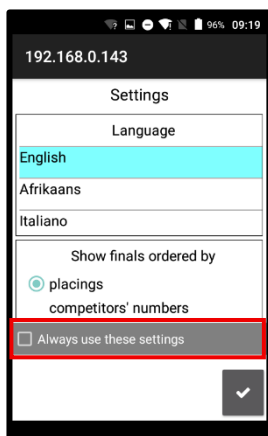 96% 09:19
192.168.0.143
Settings
Language
English
Afrikaans
Italiano
Show finals ordered by
placings
competitors' numbers
Always use these settings